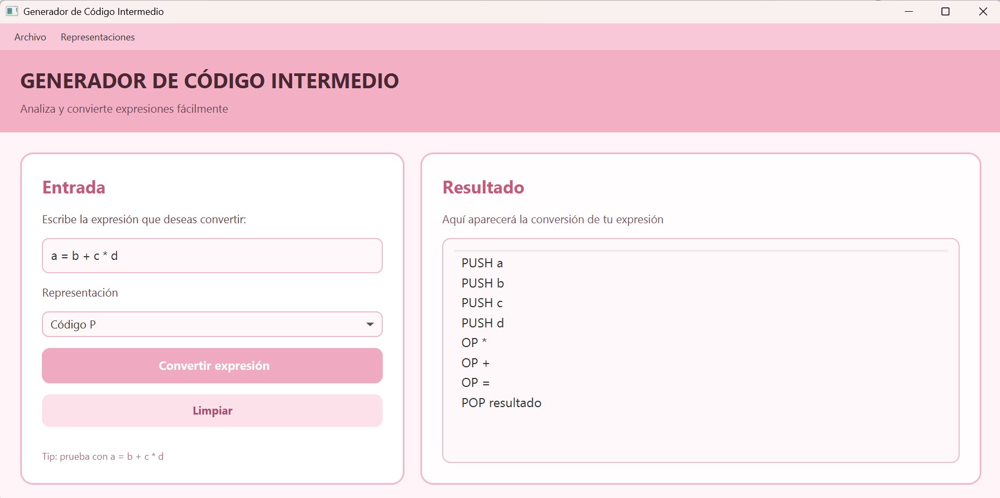 Generador de Código Intermedio
Archivo Representaciones
GENERADOR DE CÓDIGO INTERMEDIO
Analiza y convierte expresiones fácilmente
Entrada
Escribe la expresión que deseas convertir:
a = b + c * d
Representación
Código P
Convertir expresión
Limpiar
Tip: prueba con a = b + c * d
Resultado
Aquí aparecerá la conversión de tu expresión
PUSH a
PUSH b
PUSH c
PUSH d
OP *
OP +
OP =
POP resultado